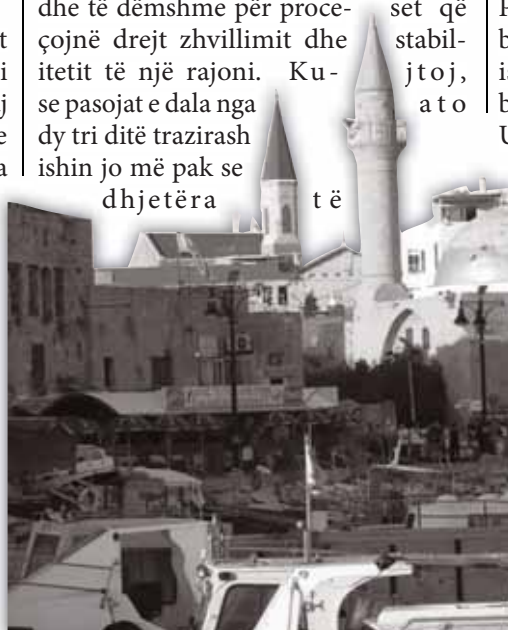 dhe të dëmshme për proce- set që
çojnë drejt zhvillimit dhe stabil-
itetit të një rajoni. Ku- jtoj,
se pasojat e dala nga ato
dy tri ditë trazirash
ishin jo më pak se
dhjetëra të